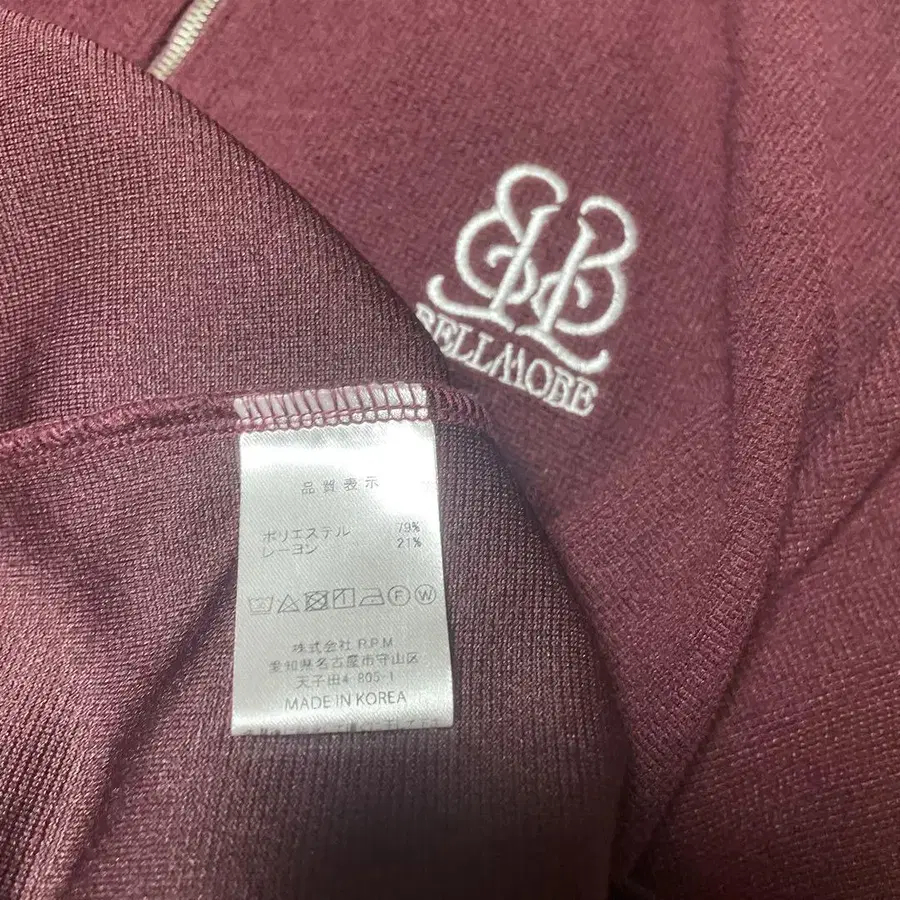 BELLMOBE
品質表示
ポリエステル 79%
レーヨン 21%
F W
株式会社 R.P.M
愛知県名古屋市守山区
天子田4-805-1
MADE IN KOREA